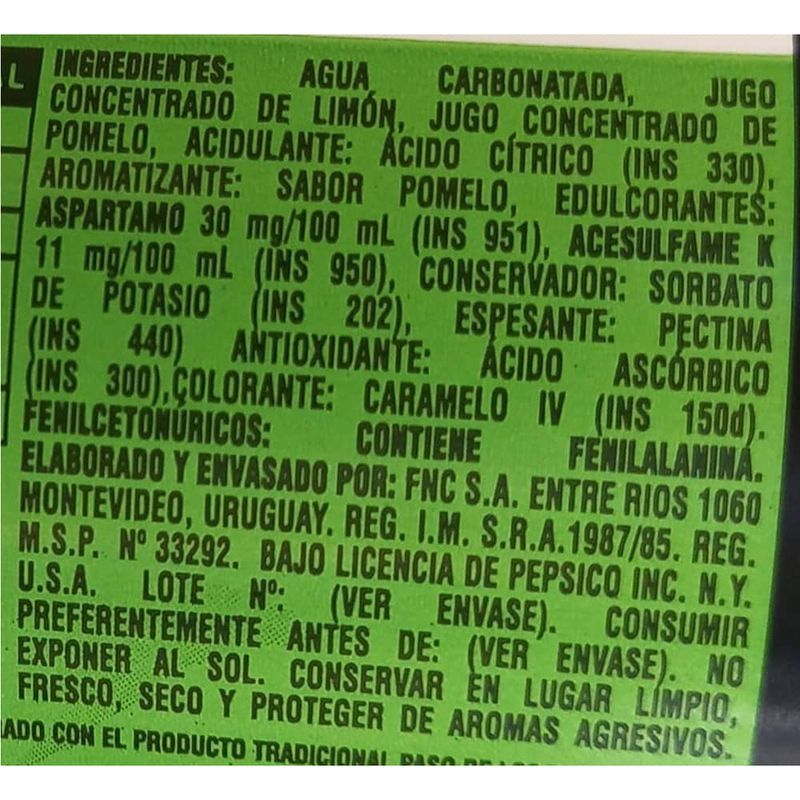 L
INGREDIENTES: AGUA CARBONATADA, JUGO
CONCENTRADO DE LIMÓN, JUGO CONCENTRADO DE
POMELO, ACIDULANTE: ÁCIDO CÍTRICO (INS 330),
AROMATIZANTE: SABOR POMELO, EDULCORANTES:
ASPARTAMO 30 mg/100 mL (INS 951), ACESULFAME K
11 mg/100 mL (INS 950), CONSERVADOR: SORBATO
DE POTASIO (INS 202), ESPESANTE: PECTINA
(INS 440) ANTIOXIDANTE: ÁCIDO ASCÓRBICO
(INS 300),COLORANTE: CARAMELO IV (INS 150d).
FENILCETONÚRICOS: CONTIENE FENILALANINA.
ELABORADO Y ENVASADO POR: FNC S.A. ENTRE RIOS 1060
MONTEVIDEO, URUGUAY. REG. I.M. S.R.A.1987/85. REG.
M.S.P. Nº 33292. BAJO LICENCIA DE PEPSICO INC. N.Y.
U.S.A. LOTE Nº: (VER ENVASE). CONSUMIR
PREFERENTEMENTE ANTES DE: (VER ENVASE). NO
EXPONER AL SOL. CONSERVAR EN LUGAR LIMPIO,
FRESCO, SECO Y PROTEGER DE AROMAS AGRESIVOS.
RADO CON EL PRODUCTO TRADICIONAL PASO DE LOS